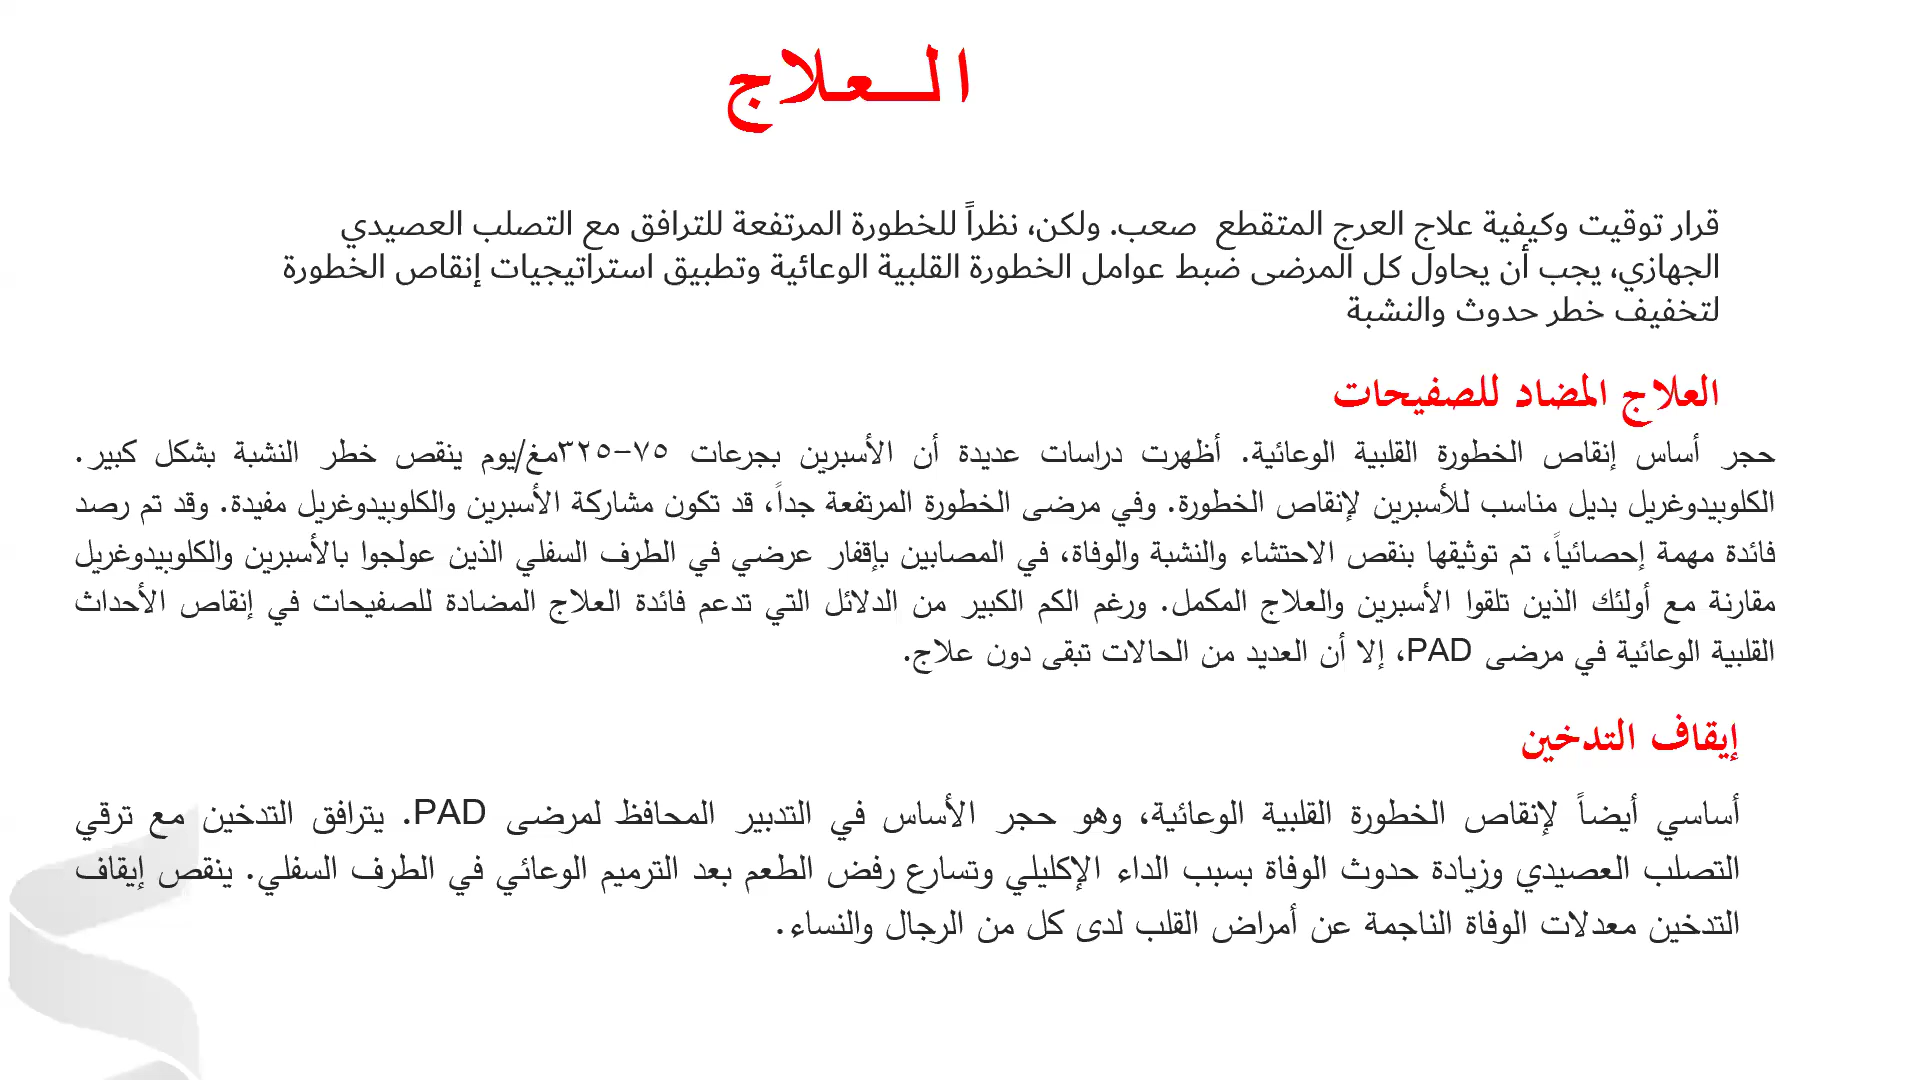 العلاج
قرار توقيت وكيفية علاج العرج المتقطع صعب. ولكن، نظراً للخطورة المرتفعة للترافق مع التصلب العصيدي
الجهازي، يجب أن يحاول كل المرضى ضبط عوامل الخطورة القلبية الوعائية وتطبيق استراتيجيات إنقاص الخطورة
لتخفيف خطر حدوث والنشبة
العلاج المضاد للصفيحات
حجر أساس إنقاص الخطورة القلبية الوعائية. أظهرت دراسات عديدة أن الأسبرين بجرعات ٧٥-٣٢٥مغ/يوم ينقص خطر النشبة بشكل كبير.
الكلوبيدوغريل بديل مناسب للأسبرين لإنقاص الخطورة. وفي مرضى الخطورة المرتفعة جداً، قد تكون مشاركة الأسبرين والكلوبيدوغريل مفيدة. وقد تم رصد
فائدة مهمة إحصائياً، تم توثيقها بنقص الاحتشاء والنشبة والوفاة، في المصابين بإقفار عرضي في الطرف السفلي الذين عولجوا بالأسبرين والكلوبيدوغريل
مقارنة مع أولئك الذين تلقوا الأسبرين والعلاج المكمل. ورغم الكم الكبير من الدلائل التي تدعم فائدة العلاج المضادة للصفيحات في إنقاص الأحداث
القلبية الوعائية في مرضى PAD، إلا أن العديد من الحالات تبقى دون علاج.
إيقاف التدخين
أساسي أيضاً لإنقاص الخطورة القلبية الوعائية، وهو حجر الأساس في التدبير المحافظ لمرضى PAD. يترافق التدخين مع ترقي
التصلب العصيدي وزيادة حدوث الوفاة بسبب الداء الإكليلي وتسارع رفض الطعم بعد الترميم الوعائي في الطرف السفلي. ينقص إيقاف
التدخين معدلات الوفاة الناجمة عن أمراض القلب لدى كل من الرجال والنساء.